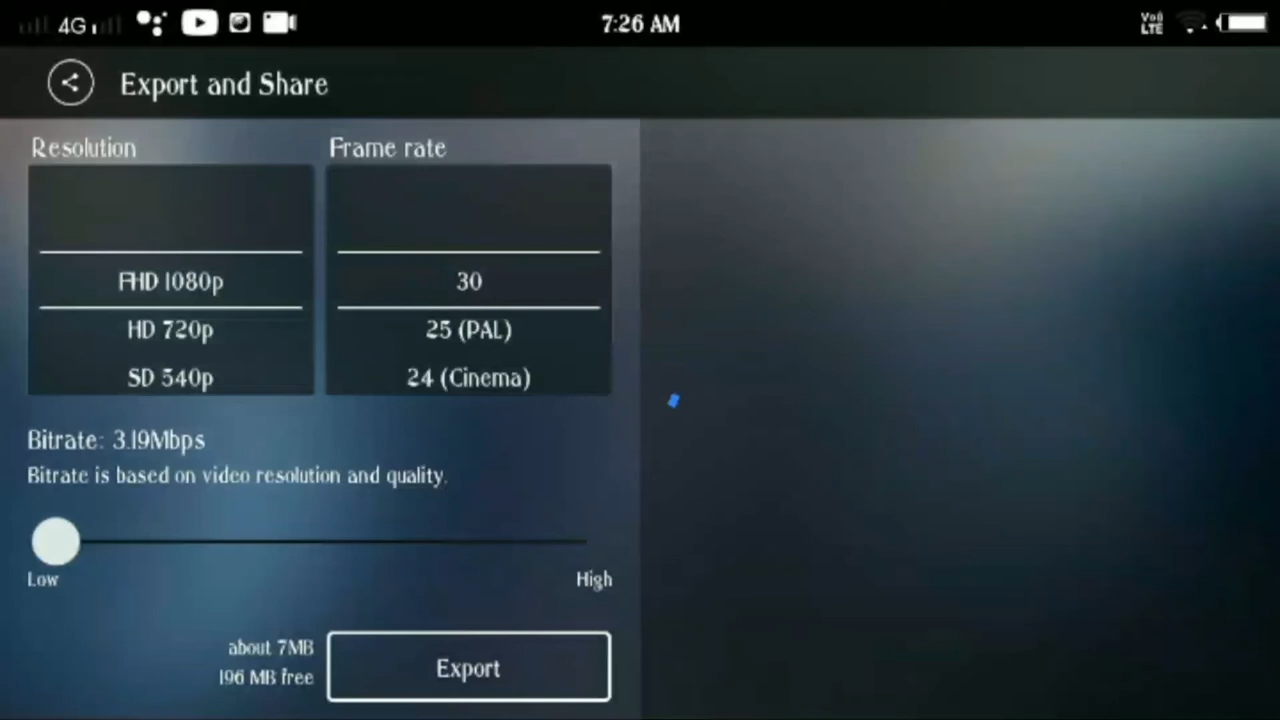 4G
7:26 AM
Vo))
LTE
Export and Share
Resolution
Frame rate
FHD 1080p
30
HD 720p
25 (PAL)
SD 540p
24 (Cinema)
Bitrate: 3.19Mbps
Bitrate is based on video resolution and quality.
Low
High
about 7MB
196 MB free
Export